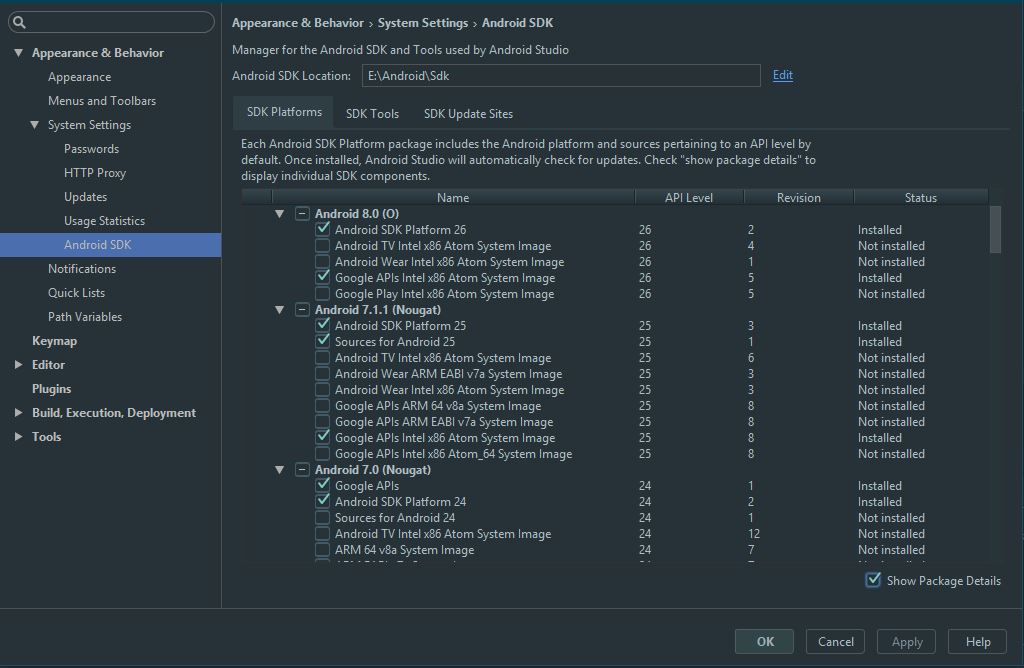 Appearance & Behavior
Appearance
Menus and Toolbars
System Settings
Passwords
HTTP Proxy
Updates
Usage Statistics
Android SDK
Notifications
Quick Lists
Path Variables
Keymap
Editor
Plugins
Build, Execution, Deployment
Tools
Appearance & Behavior › System Settings › Android SDK
Manager for the Android SDK and Tools used by Android Studio
Android SDK Location: E:\Android\Sdk Edit
SDK Platforms SDK Tools SDK Update Sites
Each Android SDK Platform package includes the Android platform and sources pertaining to an API level by
default. Once installed, Android Studio will automatically check for updates. Check "show package details" to
display individual SDK components.
Name API Level Revision Status
Android 8.0 (O)
Android SDK Platform 26 26 2 Installed
Android TV Intel x86 Atom System Image 26 4 Not installed
Android Wear Intel x86 Atom System Image 26 1 Not installed
Google APIs Intel x86 Atom System Image 26 5 Installed
Google Play Intel x86 Atom System Image 26 5 Not installed
Android 7.1.1 (Nougat)
Android SDK Platform 25 25 3 Installed
Sources for Android 25 25 1 Installed
Android TV Intel x86 Atom System Image 25 6 Not installed
Android Wear ARM EABI v7a System Image 25 3 Not installed
Android Wear Intel x86 Atom System Image 25 3 Not installed
Google APIs ARM 64 v8a System Image 25 8 Not installed
Google APIs ARM EABI v7a System Image 25 8 Not installed
Google APIs Intel x86 Atom System Image 25 8 Installed
Google APIs Intel x86 Atom_64 System Image 25 8 Not installed
Android 7.0 (Nougat)
Google APIs 24 1 Installed
Android SDK Platform 24 24 2 Installed
Sources for Android 24 24 1 Not installed
Android TV Intel x86 Atom System Image 24 12 Not installed
ARM 64 v8a System Image 24 7 Not installed
Show Package Details
OK Cancel Apply Help